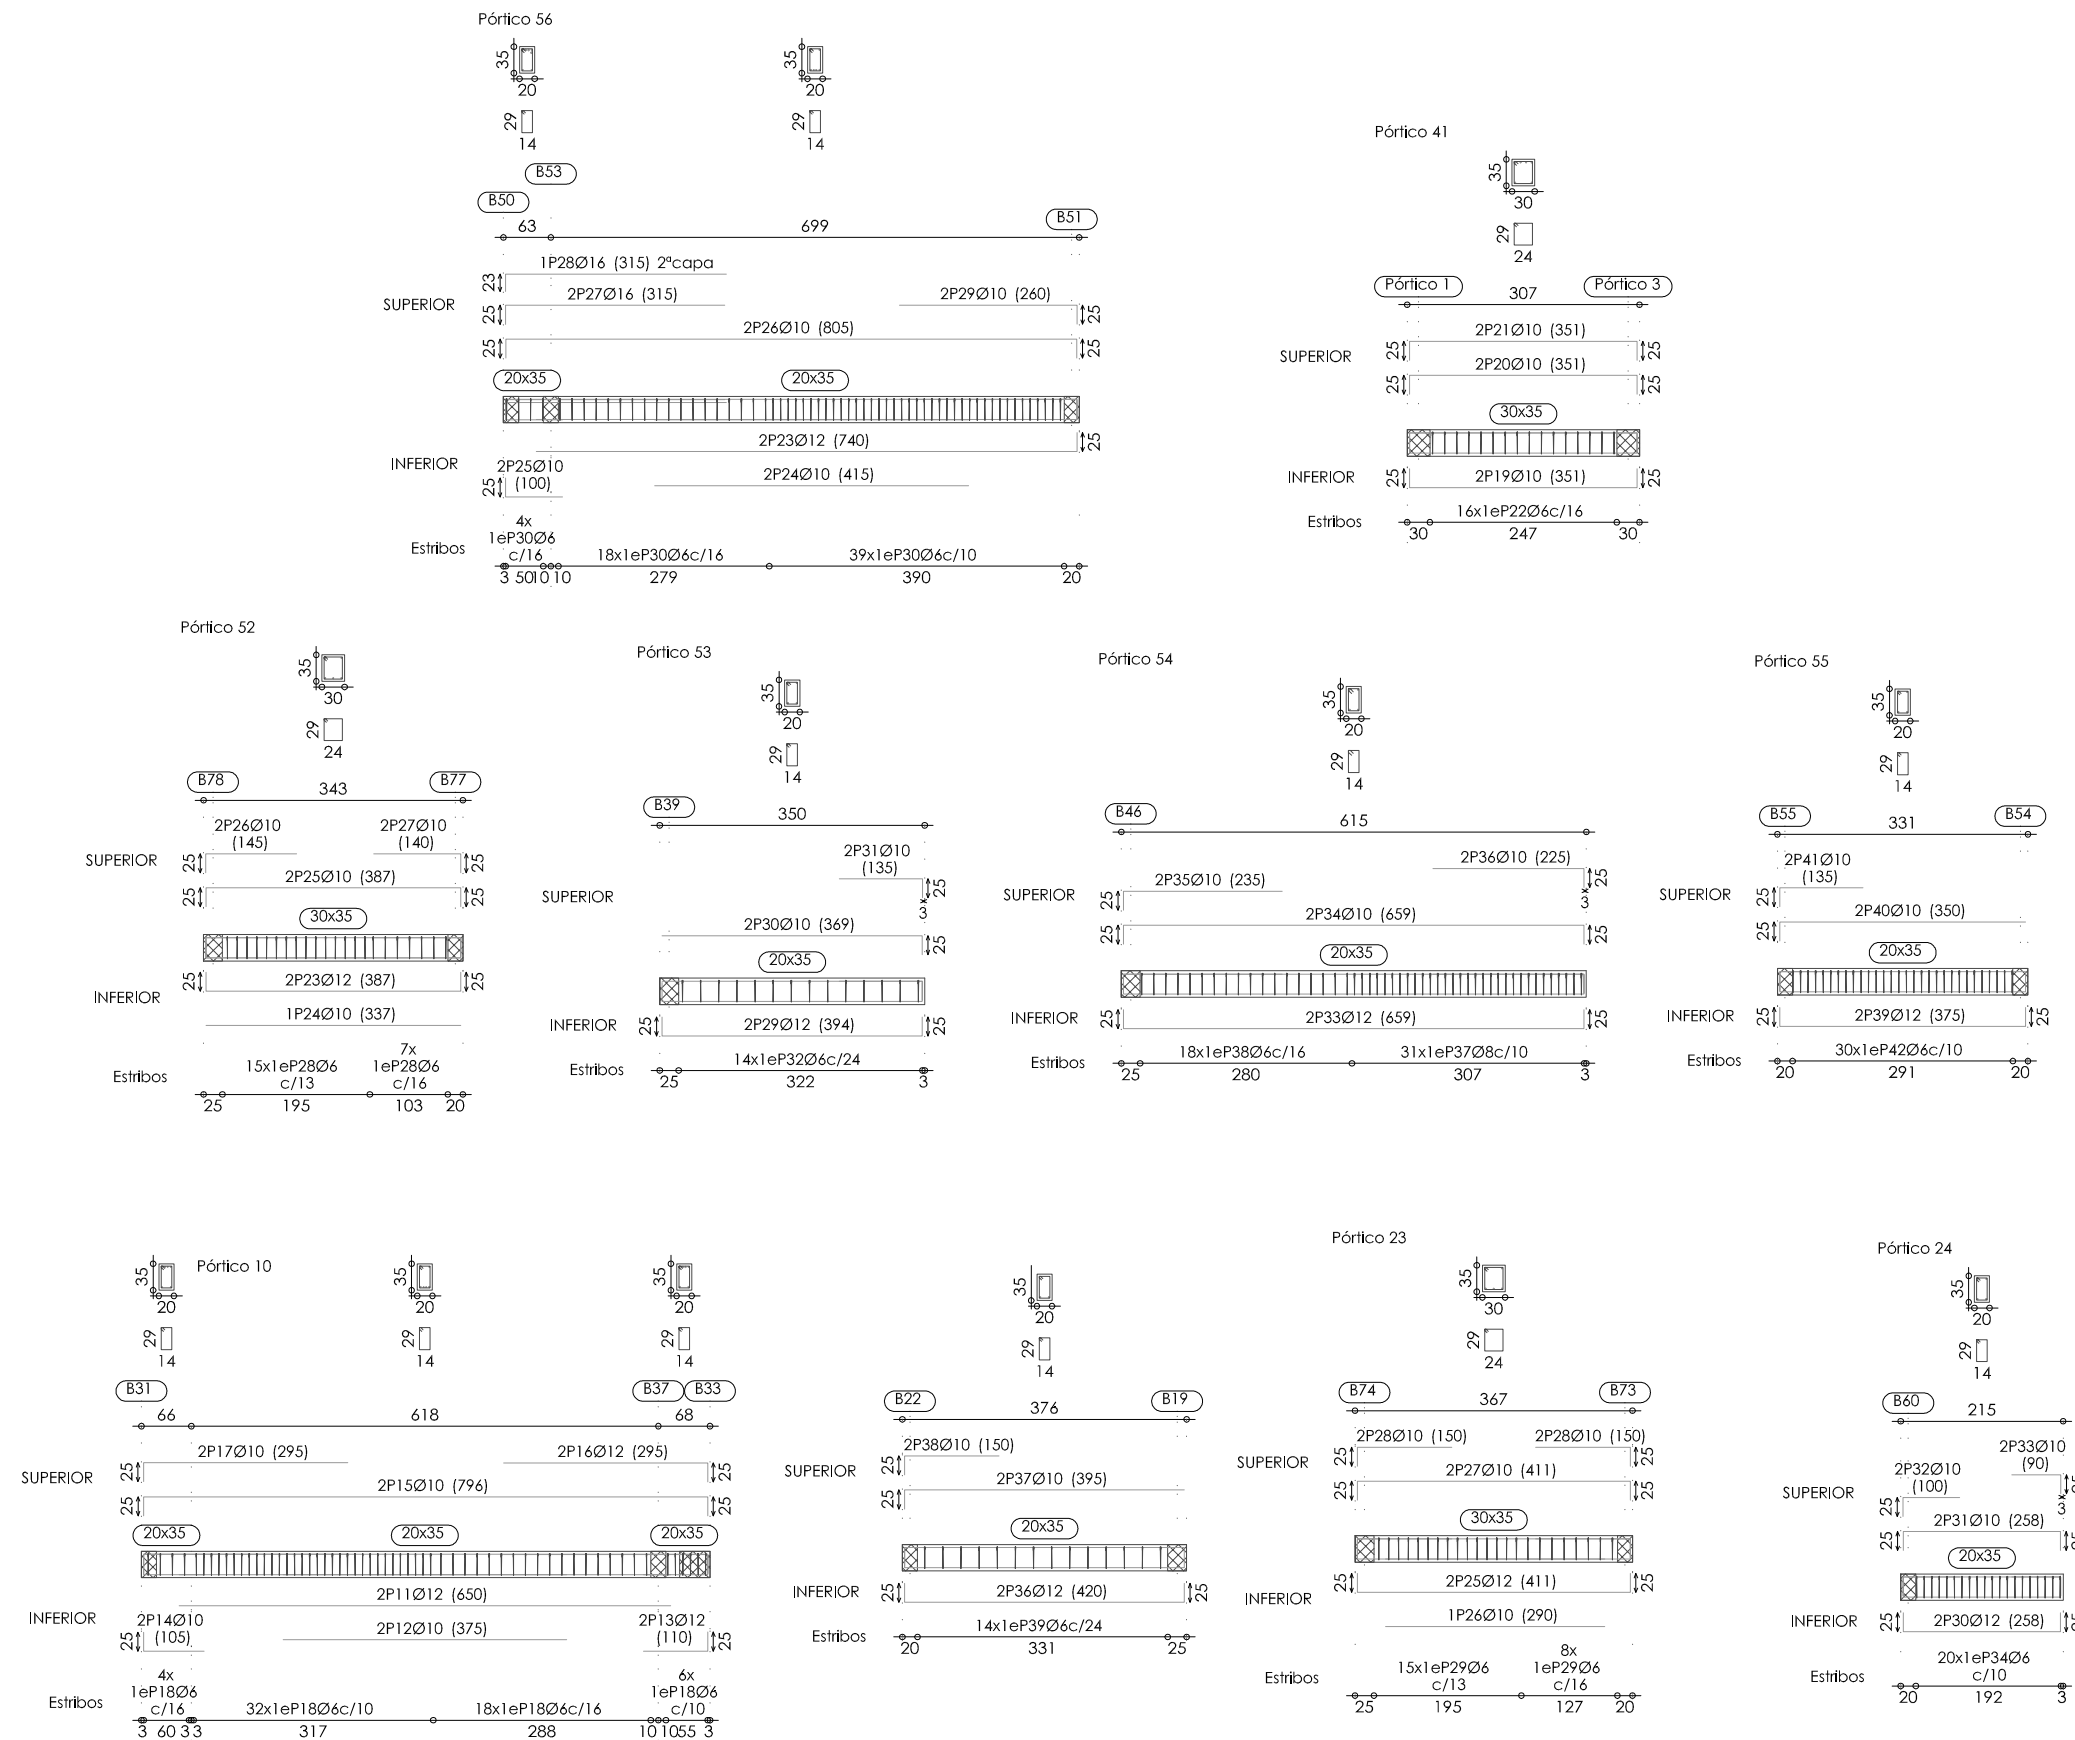 Pórtico 56
35
20
35
20
29
14
29
14
B53
B50
B51
63
699
1P28Ø16 (315) 2ªcapa
23
SUPERIOR
2P27Ø16 (315)
2P29Ø10 (260)
25
25
2P26Ø10 (805)
25
25
20x35
20x35
2P23Ø12 (740)
25
INFERIOR
2P25Ø10
(100)
25
2P24Ø10 (415)
4x
1eP30Ø6
c/16
Estribos
18x1eP30Ø6c/16
39x1eP30Ø6c/10
3 50 10 10
279
390
20
Pórtico 41
35
30
29
24
Pórtico 1
307
Pórtico 3
2P21Ø10 (351)
25
25
SUPERIOR
2P20Ø10 (351)
25
25
30x35
INFERIOR
2P19Ø10 (351)
25
25
Estribos
16x1eP22Ø6c/16
30
247
30
Pórtico 52
35
30
29
24
B78
B77
343
2P26Ø10
(145)
2P27Ø10
(140)
SUPERIOR
25
25
2P25Ø10 (387)
25
25
30x35
2P23Ø12 (387)
25
25
INFERIOR
1P24Ø10 (337)
Estribos
15x1eP28Ø6
c/13
7x
1eP28Ø6
c/16
25
195
103
20
Pórtico 53
35
20
29
14
B39
350
2P31Ø10
(135)
25
3
SUPERIOR
2P30Ø10 (369)
25
20x35
INFERIOR
2P29Ø12 (394)
25
25
Estribos
14x1eP32Ø6c/24
25
322
3
Pórtico 54
35
20
29
14
B46
615
2P36Ø10 (225)
25
3
2P35Ø10 (235)
25
SUPERIOR
2P34Ø10 (659)
25
25
20x35
INFERIOR
2P33Ø12 (659)
25
25
Estribos
18x1eP38Ø6c/16
31x1eP37Ø8c/10
25
280
307
3
Pórtico 55
35
20
29
14
B55
B54
331
2P41Ø10
(135)
25
SUPERIOR
2P40Ø10 (350)
25
20x35
INFERIOR
2P39Ø12 (375)
25
25
Estribos
30x1eP42Ø6c/10
20
291
20
Pórtico 10
35
20
35
20
35
20
29
14
29
14
29
14
B31
B37
B33
66
618
68
2P17Ø10 (295)
2P16Ø12 (295)
25
25
SUPERIOR
2P15Ø10 (796)
25
25
20x35
20x35
20x35
2P11Ø12 (650)
INFERIOR
2P14Ø10
(105)
25
2P12Ø10 (375)
2P13Ø12
(110)
25
Estribos
4x
1eP18Ø6
c/16
32x1eP18Ø6c/10
18x1eP18Ø6c/16
6x
1eP18Ø6
c/10
3 60 3 3
317
288
10 10 55 3
35
20
29
14
B22
B19
376
2P38Ø10 (150)
25
SUPERIOR
2P37Ø10 (395)
25
20x35
INFERIOR
2P36Ø12 (420)
25
25
Estribos
14x1eP39Ø6c/24
20
331
25
Pórtico 23
35
30
29
24
B74
B73
367
2P28Ø10 (150)
2P28Ø10 (150)
25
25
SUPERIOR
2P27Ø10 (411)
25
25
30x35
2P25Ø12 (411)
25
25
INFERIOR
1P26Ø10 (290)
Estribos
15x1eP29Ø6
c/13
8x
1eP29Ø6
c/16
25
195
127
20
Pórtico 24
35
20
29
14
B60
215
2P33Ø10
(90)
3
2P32Ø10
(100)
25
SUPERIOR
2P31Ø10 (258)
25
20x35
INFERIOR
2P30Ø12 (258)
25
Estribos
20x1eP34Ø6
c/10
20
192
3